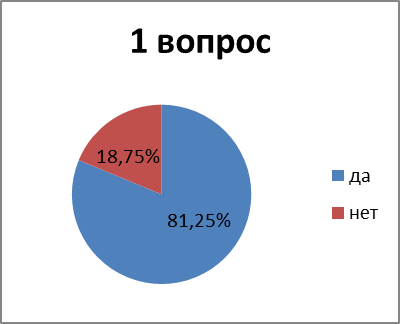 1 вопрос
18,75%
81,25%
да
нет